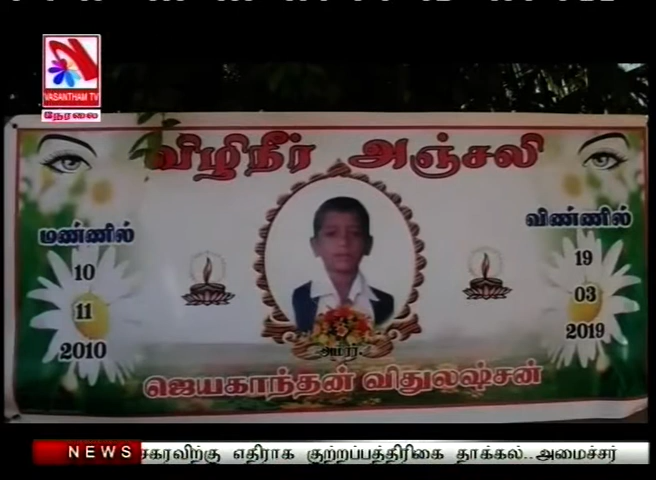 VASANTHAM TV
நேரலை
விழிநீர் அஞ்சலி
மண்ணில்
10
11
2010
விண்ணில்
19
03
2019
அமரர்.
ஜெயகாந்தன் விதுலஷ்சன்
NEWS சகரவிற்கு எதிராக குற்றப்பத்திரிகை தாக்கல்..அமைச்சர்